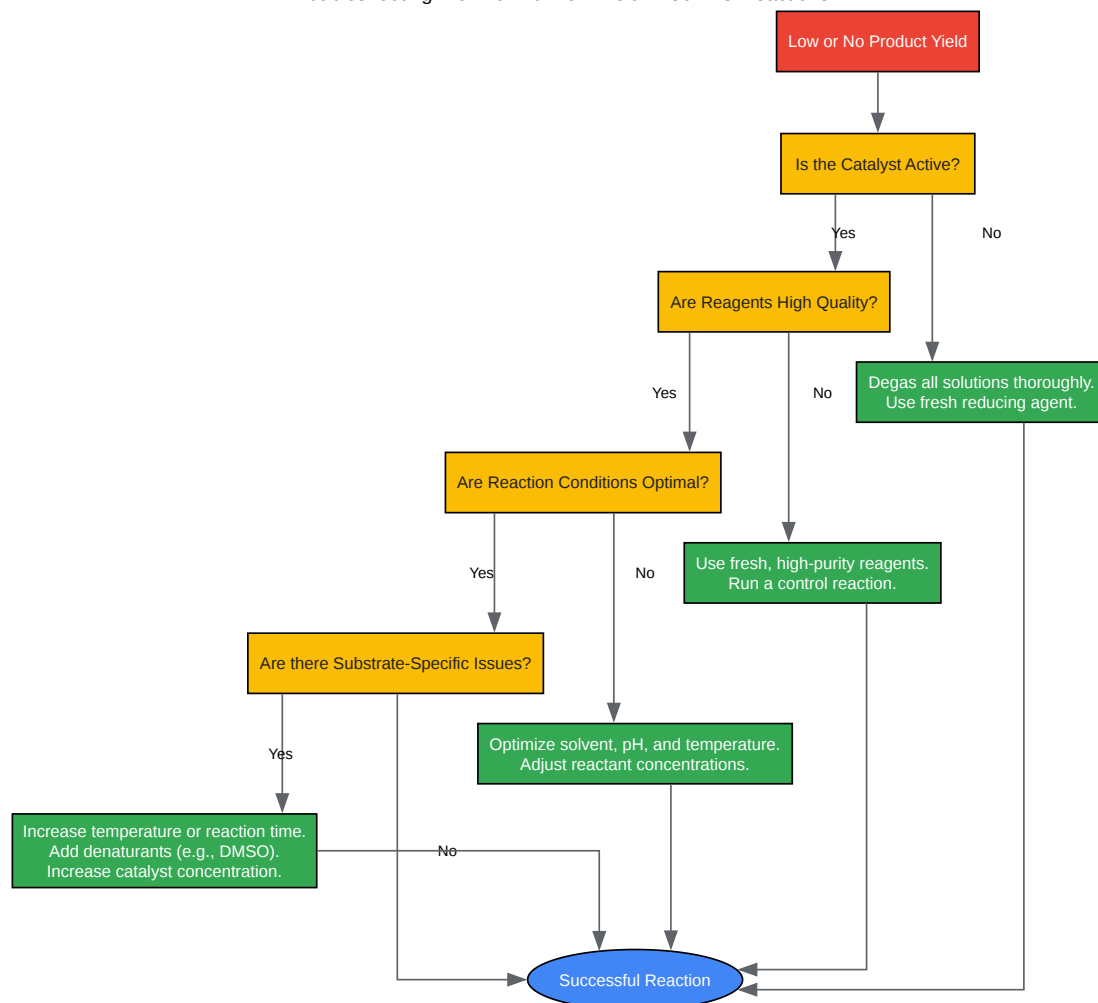 Low or No Product Yield
Is the Catalyst Active?
Yes
No
Are Reagents High Quality?
Yes
No
Degas all solutions thoroughly.
Use fresh reducing agent.
Are Reaction Conditions Optimal?
Yes
No
Use fresh, high-purity reagents.
Run a control reaction.
Are there Substrate-Specific Issues?
Yes
Optimize solvent, pH, and temperature.
Adjust reactant concentrations.
Increase temperature or reaction time.
Add denaturants (e.g., DMSO).
Increase catalyst concentration.
No
Successful Reaction